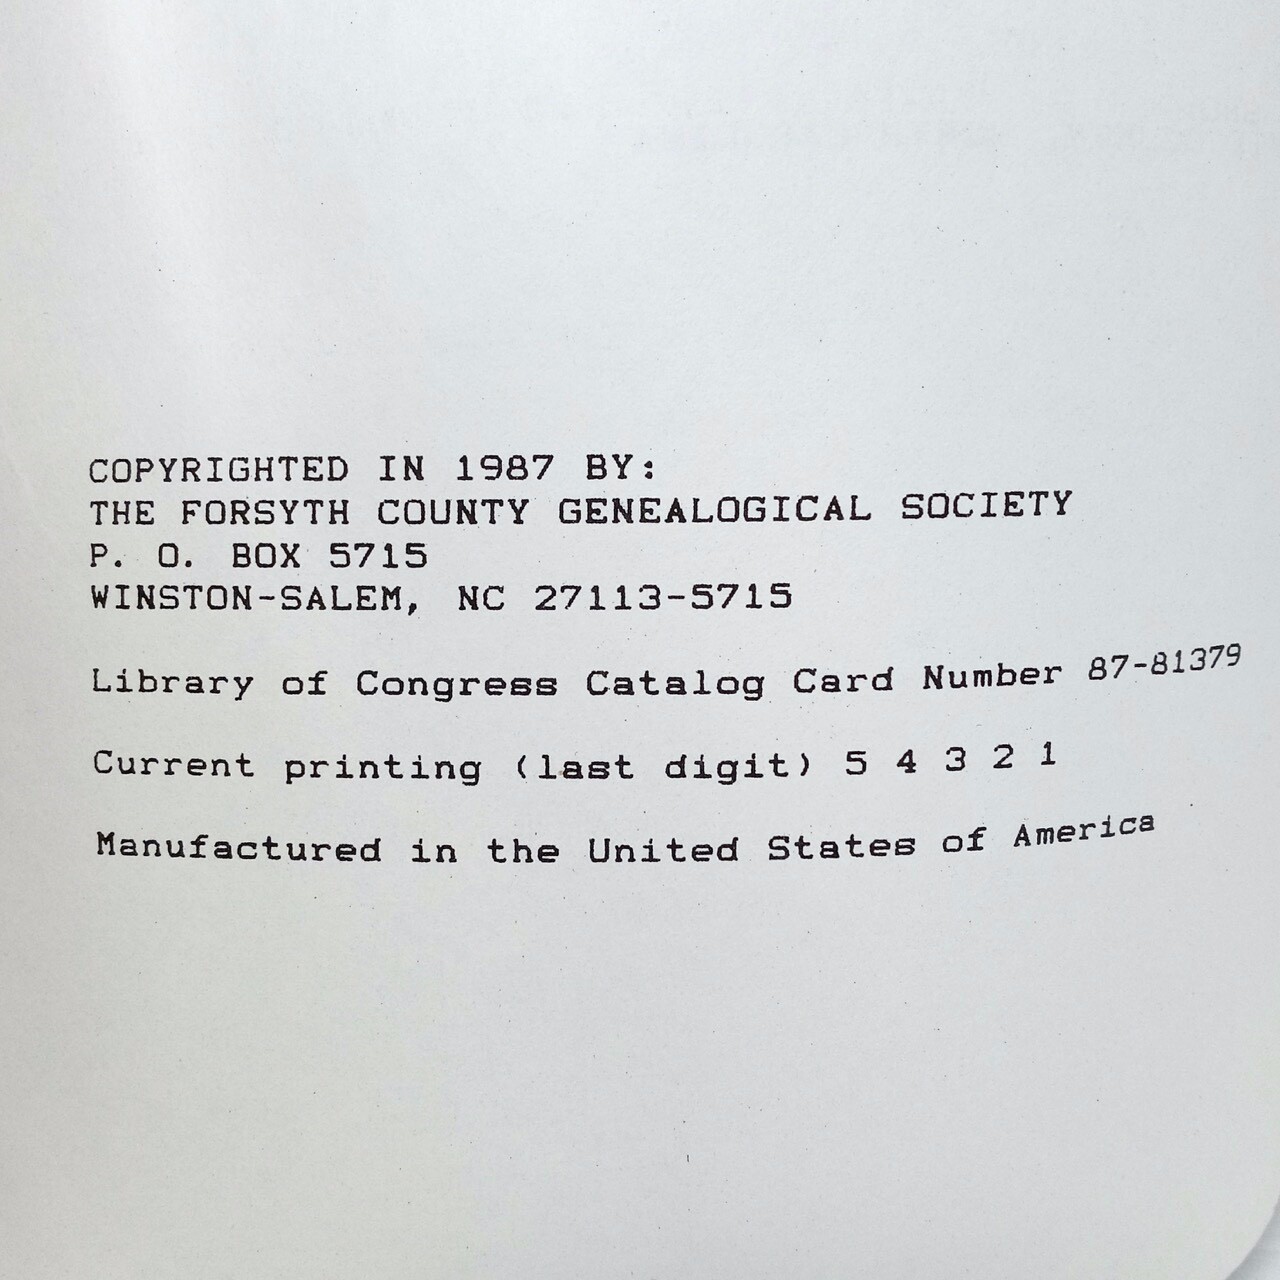 COPYRIGHTED IN 1987 BY:
THE FORSYTH COUNTY GENEALOGICAL SOCIETY
P. O. BOX 5715
WINSTON-SALEM, NC 27113-5715
Library of Congress Catalog Card Number 87-81379
Current printing (last digit) 5 4 3 2 1
Manufactured in the United States of America